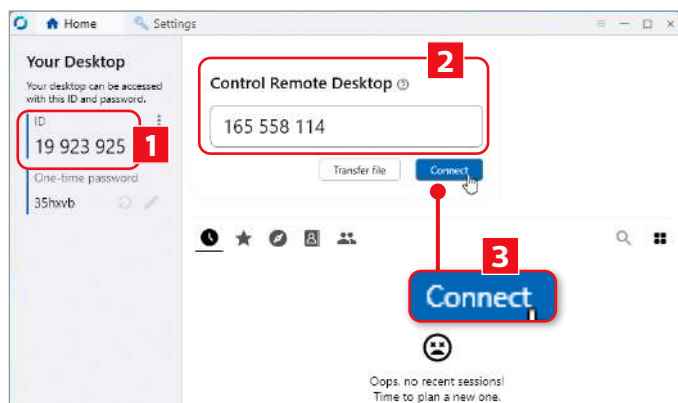 Home
Settings
Your Desktop
Your desktop can be accessed
with this ID and password.
ID
19 923 925
1
One-time password
35hxvb
2
Control Remote Desktop
165 558 114
Transfer file
Connect
3
Connect
Oops, no recent sessions!
Time to plan a new one.